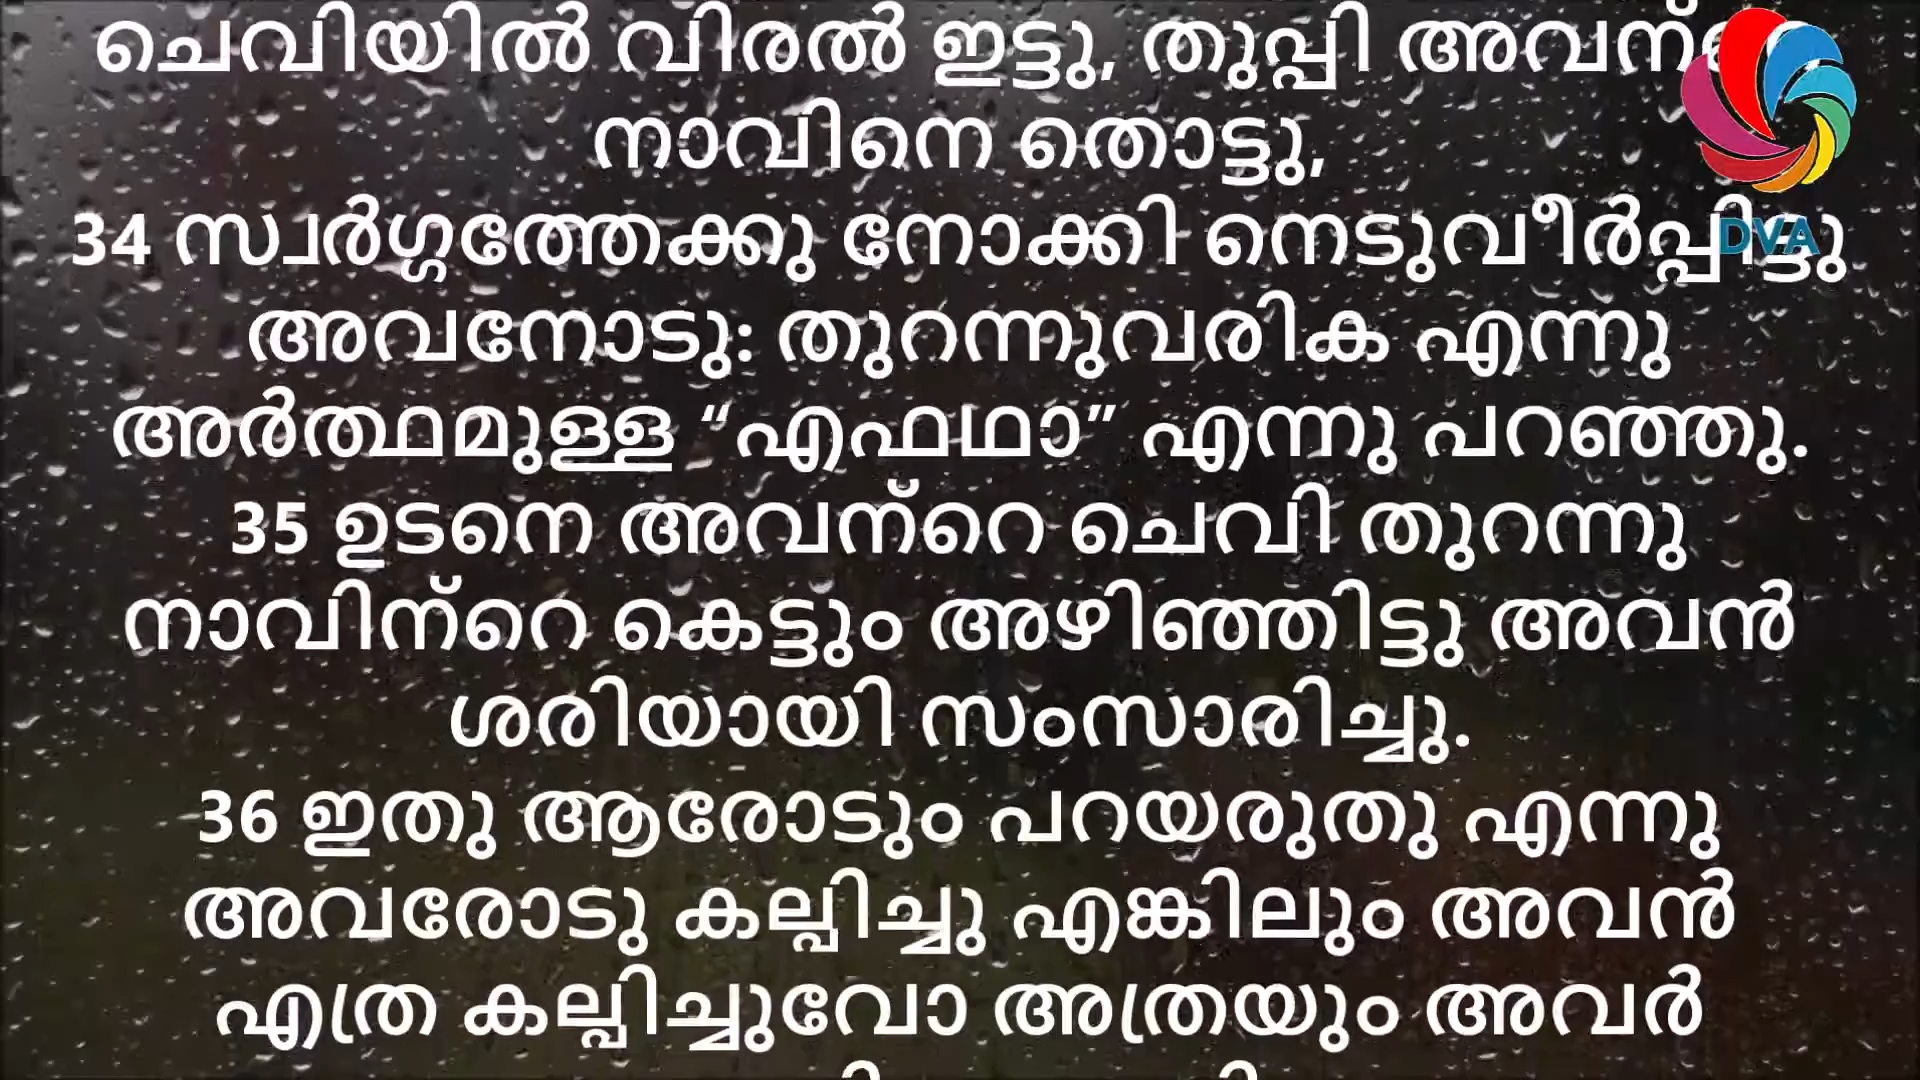 ചെവിയിൽ വിരൽ ഇട്ടു, തുപ്പി
നാവിനെ തൊട്ടു,
34 സ്വർഗ്ഗത്തേക്കു നോക്കി നെടുവീർപ്പിട്ടു
അവനോടു: തുറന്നുവരിക എന്നു
അർത്ഥമുള്ള “എഫഥാ” എന്നു പറഞ്ഞു.
35 ഉടനെ അവന്റെ ചെവി തുറന്നു
നാവിന്റെ കെട്ടും അഴിഞ്ഞിട്ടു അവൻ
ശരിയായി സംസാരിച്ചു.
36 ഇതു ആരോടും പറയരുതു എന്നു
അവരോടു കല്പിച്ചു എങ്കിലും അവൻ
എത്ര കല്പിച്ചുവോ അത്രയും അവർ
DVA